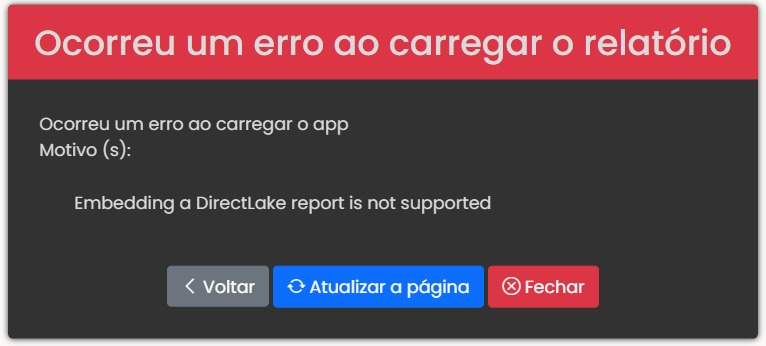 Ocorreu um erro ao carregar o relatório
Ocorreu um erro ao carregar o app
Motivo (s):
Embedding a DirectLake report is not supported
Voltar
Atualizar a página
Fechar